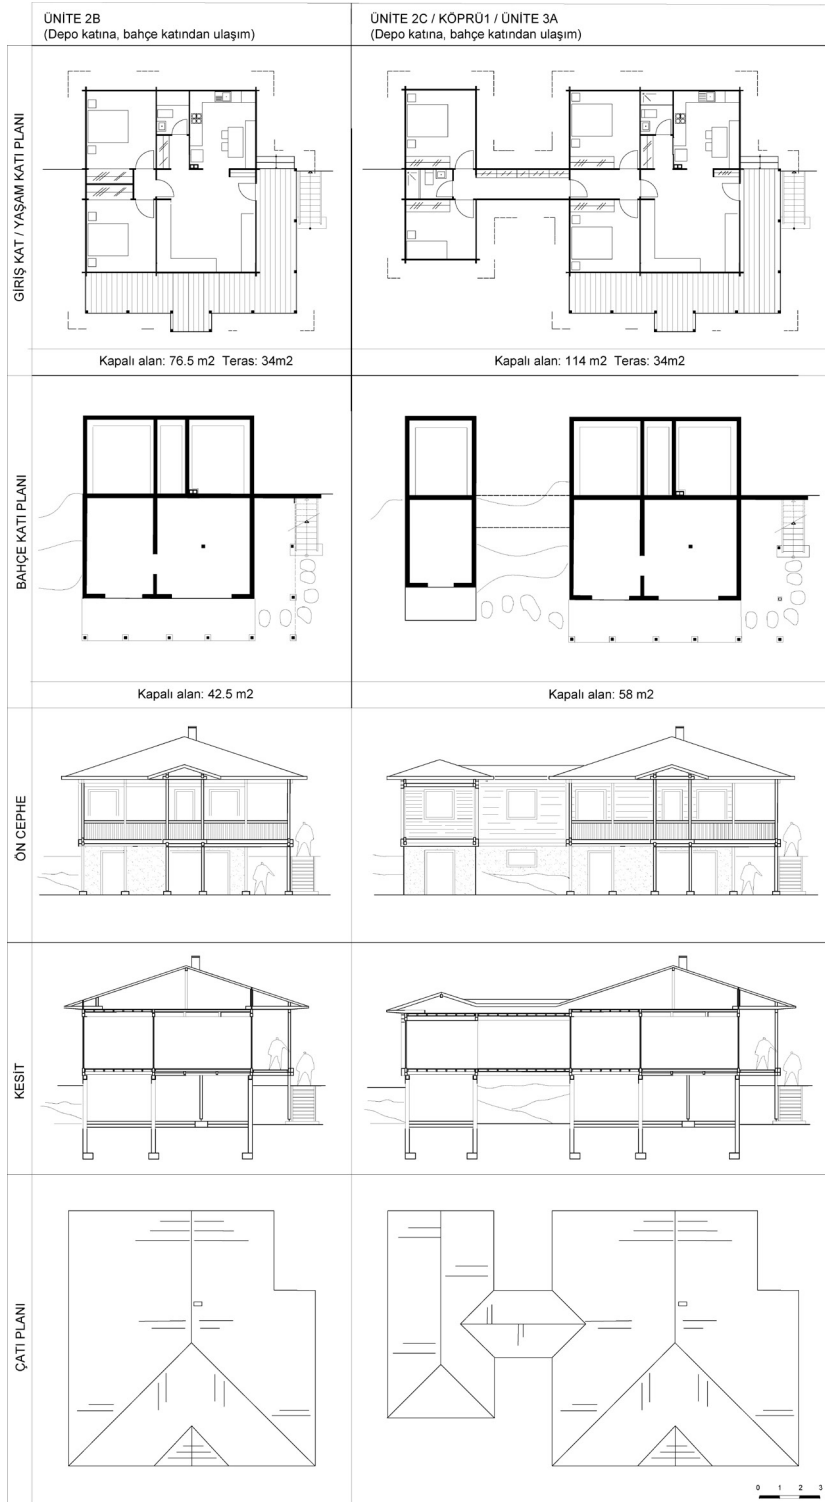 ÜNİTE 2B
(Depo katına, bahçe katından ulaşım)
ÜNİTE 2C / KÖPRÜ1 / ÜNİTE 3A
(Depo katına, bahçe katından ulaşım)
GİRİŞ KAT / YAŞAM KATI PLANI
Kapalı alan: 76.5 m2 Teras: 34m2
Kapalı alan: 114 m2 Teras: 34m2
BAHÇE KATI PLANI
Kapalı alan: 42.5 m2
Kapalı alan: 58 m2
ÖN CEPHE
KESİT
ÇATI PLANI
0 1 2 3